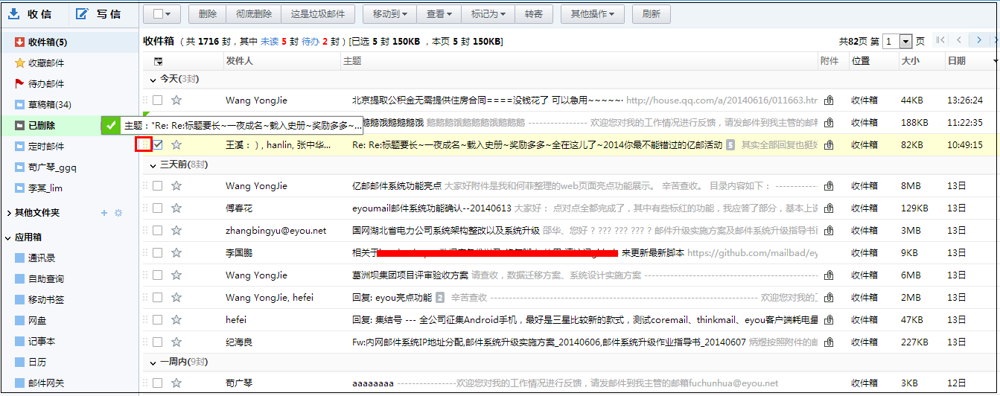 收 信 写 信 删除 彻底删除 这是垃圾邮件 移动到 查看 标记为 转寄 其他操作 刷新
收件箱(5)
收藏邮件
待办邮件
草稿箱(34)
已删除
定时邮件
苟广琴_ggq
李某_lim
其他文件夹
应用箱
通讯录
自助查询
移动书签
网盘
记事本
日历
邮件网关
收件箱 ( 共 1716 封，其中 未读 5 封 待办 2 封 ) [已选 5 封 150KB ，本页 5 封 150KB] 共82页 第 1 页
发件人 主题 附件 位置 大小 日期
今天(3封)
Wang YongJie 北京提取公积金无需提供住房合同====没钱花了 可以急用~~~~~· http://house.qq.com/a/20140616/011663.htr 收件箱 44KB 13:26:24
主题："Re: Re:标题要长~一夜成名~載入史册~奖励多多~...
欢迎您对我的工作情况进行反馈，请发邮件到我主管的邮箱 收件箱 188KB 11:22:35
王溪：) , hanlin, 张中华... Re: Re:标题要长~一夜成名~載入史册~奖励多多~全在这儿了~2014你最不能错过的亿邮活动 5 其实全部回复也挺好 收件箱 82KB 10:49:15
三天前(8封)
Wang YongJie 亿邮邮件系统功能亮点 大家好附件是我和何菲整理的web页面亮点功能展示。 辛苦查收。 目录内容如下： ----------- 收件箱 8MB 13日
傅春花 eyoumail邮件系统功能确认--20140613 大家好： 点对点全都完成了，其中有些标红的功能，我应答了部分，基本上说 收件箱 129KB 13日
zhangbingyu@eyou.net 国网湖北省电力公司系统架构整改以及系统升级 邵华、您好 ? ??? ??? ??? ? 邮件升级实施方案及邮件系统升级指导书 收件箱 10MB 13日
李国鹏 相关于 来更新最新脚本 https://github.com/mailbad/ey 收件箱 9KB 13日
Wang YongJie 葛洲坝集团项目评审验收方案 请查收，数据迁移方案、系统设计实施方案 ----------- 收件箱 6MB 13日
Wang YongJie, hefei 回复: eyou亮点功能 2 辛苦查收 ----------- 欢迎您对我的工 收件箱 2MB 13日
hefei 回复: 集结号 --- 全公司征集Android手机，最好是三星比较新的款式，测试coremail、thinkmail、eyou客户端耗电量 收件箱 47KB 13日
纪海良 Fw:内网邮件系统IP地址分配,邮件系统升级实施方案_20140606,邮件系统升级作业指导书_20140607 炳煜按照附件的邮 收件箱 227KB 13日
一周内(9封)
苟广琴 aaaaaaaa ----------------欢迎您对我的工作情况进行反馈，请发邮件到我主管的邮箱fuchunhua@eyou.net 收件箱 3KB 12日